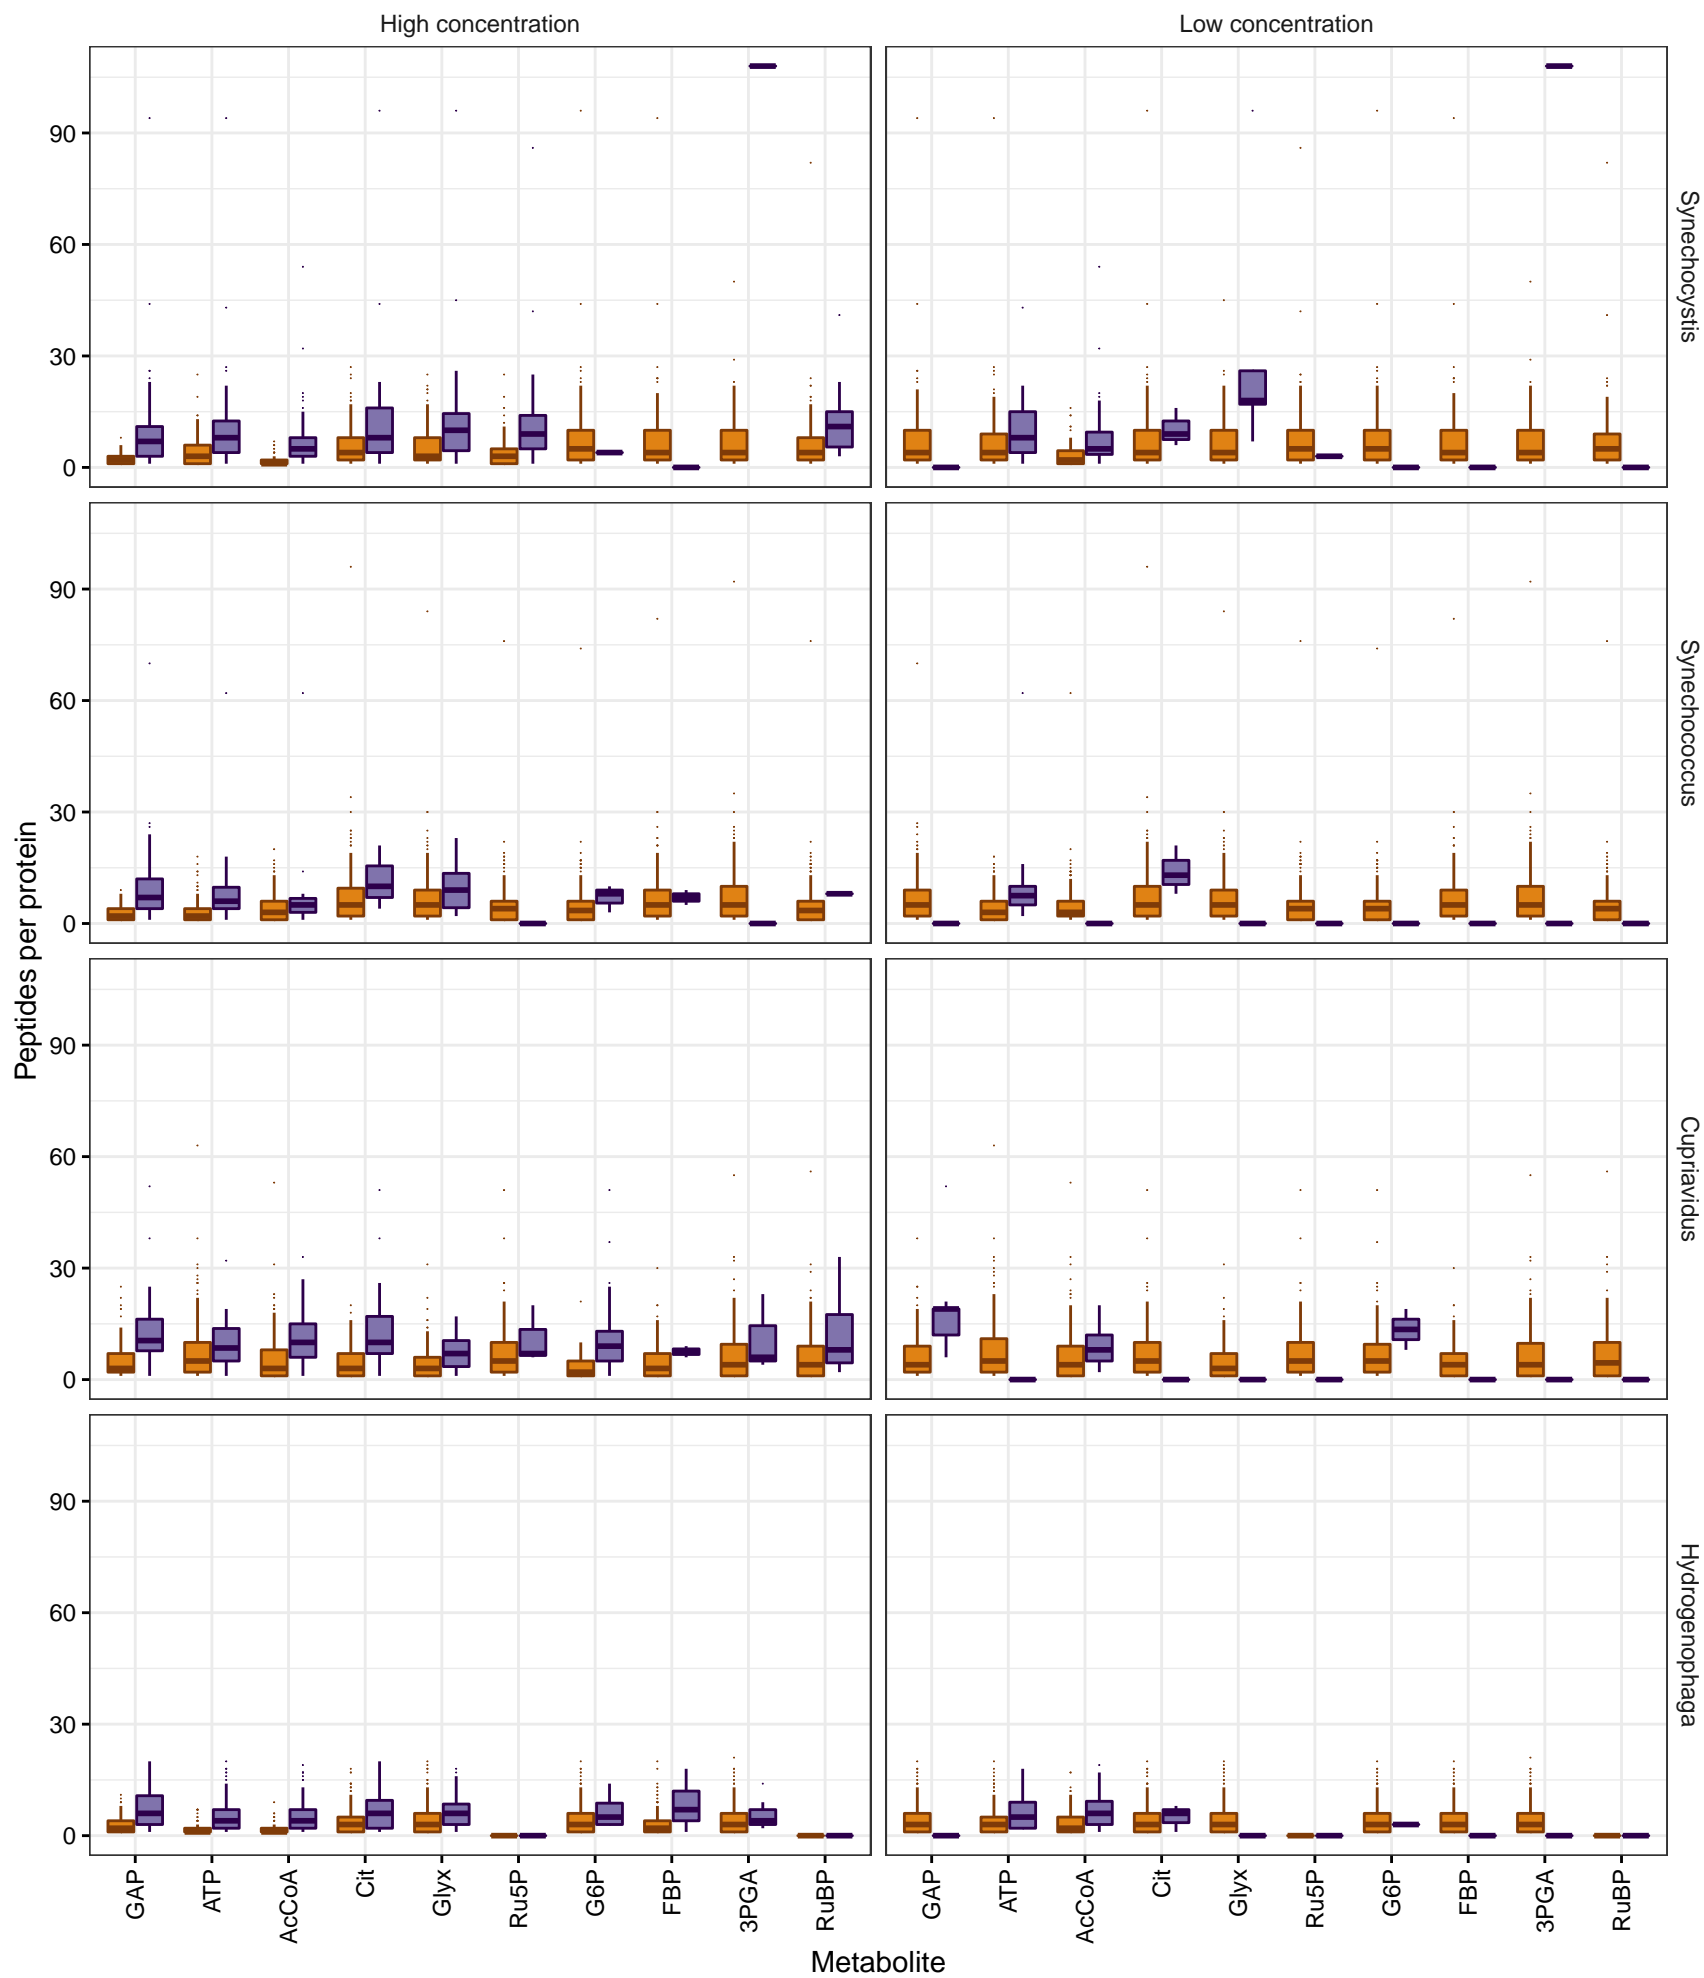 High concentration
Low concentration
Peptides per protein
90
60
30
0
Synechocystis
90
60
30
0
Synechococcus
90
60
30
0
Cupriavidus
90
60
30
0
Hydrogenophaga
GAP
ATP
AcCoA
Cit
Glyx
Ru5P
G6P
FBP
3PGA
RuBP
GAP
ATP
AcCoA
Cit
Glyx
Ru5P
G6P
FBP
3PGA
RuBP
Metabolite